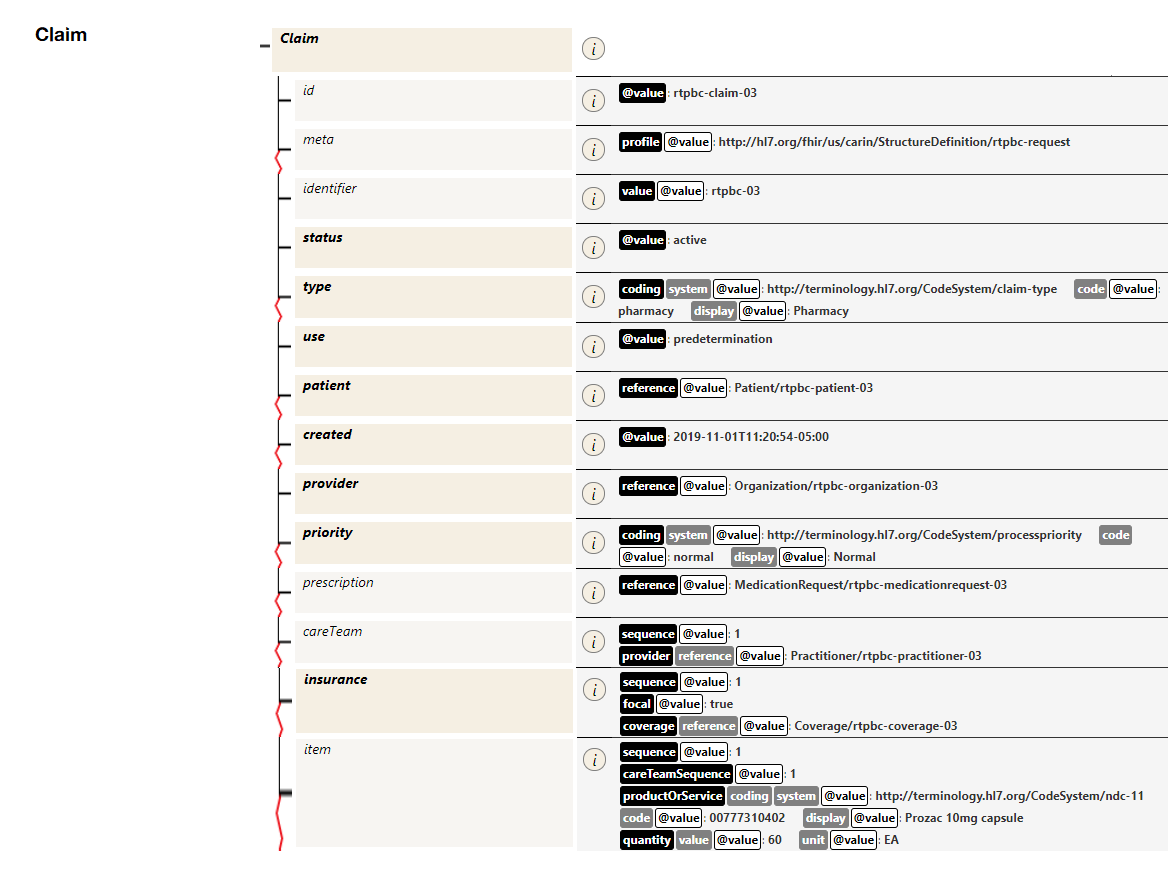 Claim
Claim i
id i @value : rtpbc-claim-03
meta i profile @value : http://hl7.org/fhir/us/carin/StructureDefinition/rtpbc-request
identifier i value @value : rtpbc-03
status i @value : active
type i coding system @value : http://terminology.hl7.org/CodeSystem/claim-type code @value :
pharmacy display @value : Pharmacy
use i @value : predetermination
patient i reference @value : Patient/rtpbc-patient-03
created i @value : 2019-11-01T11:20:54-05:00
provider i reference @value : Organization/rtpbc-organization-03
priority i coding system @value : http://terminology.hl7.org/CodeSystem/processpriority code
@value : normal display @value : Normal
prescription i reference @value : MedicationRequest/rtpbc-medicationrequest-03
careTeam i sequence @value : 1
provider reference @value : Practitioner/rtpbc-practitioner-03
insurance i sequence @value : 1
focal @value : true
coverage reference @value : Coverage/rtpbc-coverage-03
item i sequence @value : 1
careTeamSequence @value : 1
productOrService coding system @value : http://terminology.hl7.org/CodeSystem/ndc-11
code @value : 00777310402 display @value : Prozac 10mg capsule
quantity value @value : 60 unit @value : EA